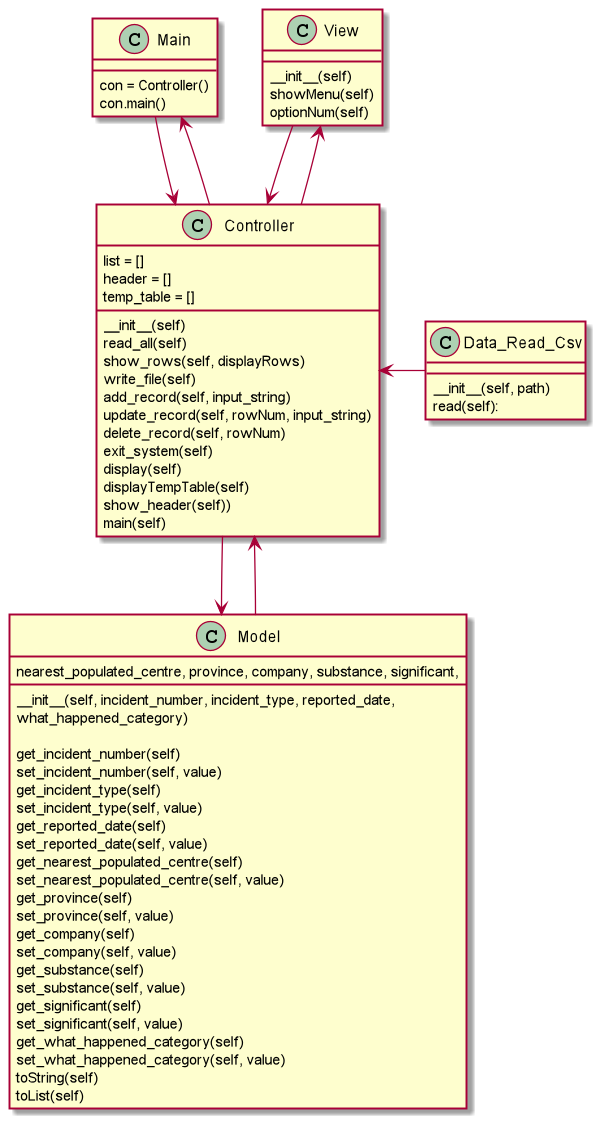 C Main
con = Controller()
con.main()
C View
__init__(self)
showMenu(self)
optionNum(self)
C Controller
list = []
header = []
temp_table = []
__init__(self)
read_all(self)
show_rows(self, displayRows)
write_file(self)
add_record(self, input_string)
update_record(self, rowNum, input_string)
delete_record(self, rowNum)
exit_system(self)
display(self)
displayTempTable(self)
show_header(self))
main(self)
C Data_Read_Csv
__init__(self, path)
read(self):
C Model
nearest_populated_centre, province, company, substance, significant,
__init__(self, incident_number, incident_type, reported_date,
what_happened_category)
get_incident_number(self)
set_incident_number(self, value)
get_incident_type(self)
set_incident_type(self, value)
get_reported_date(self)
set_reported_date(self, value)
get_nearest_populated_centre(self)
set_nearest_populated_centre(self, value)
get_province(self)
set_province(self, value)
get_company(self)
set_company(self, value)
get_substance(self)
set_substance(self, value)
get_significant(self)
set_significant(self, value)
get_what_happened_category(self)
set_what_happened_category(self, value)
toString(self)
toList(self)